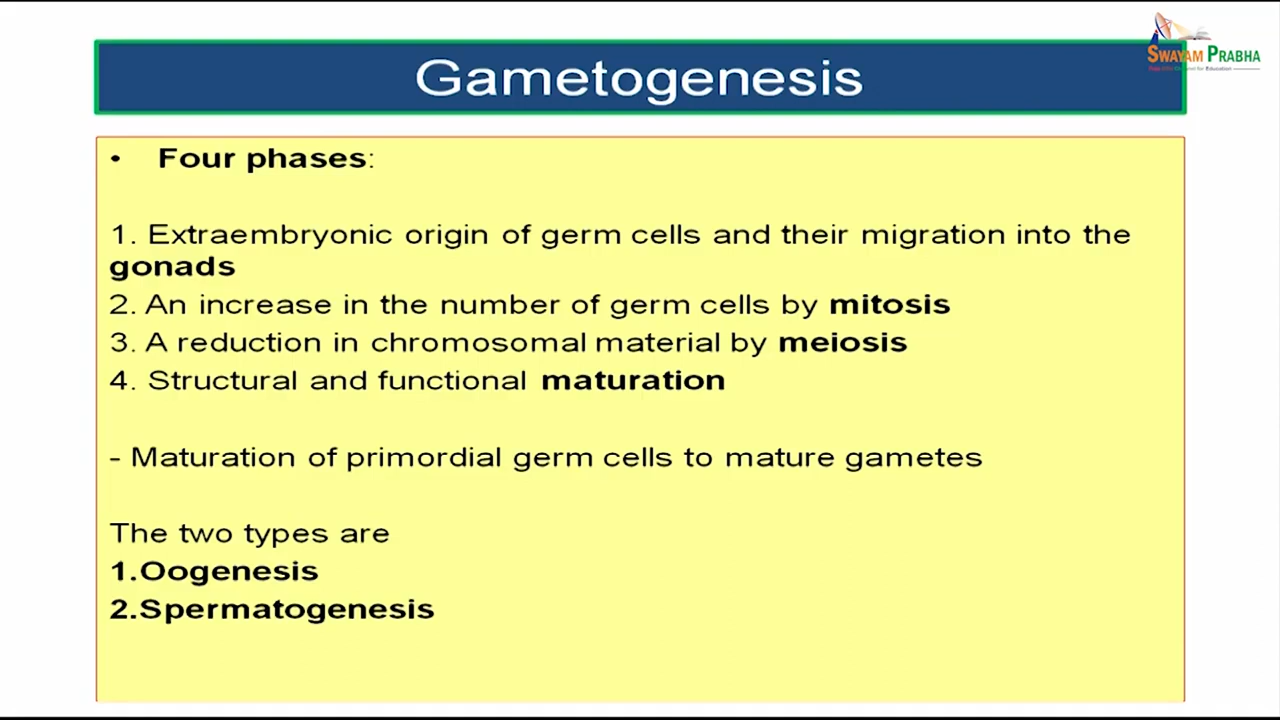 SWAYAM PRABHA
Gametogenesis
• Four phases:
1. Extraembryonic origin of germ cells and their migration into the
gonads
2. An increase in the number of germ cells by mitosis
3. A reduction in chromosomal material by meiosis
4. Structural and functional maturation
- Maturation of primordial germ cells to mature gametes
The two types are
1.Oogenesis
2.Spermatogenesis